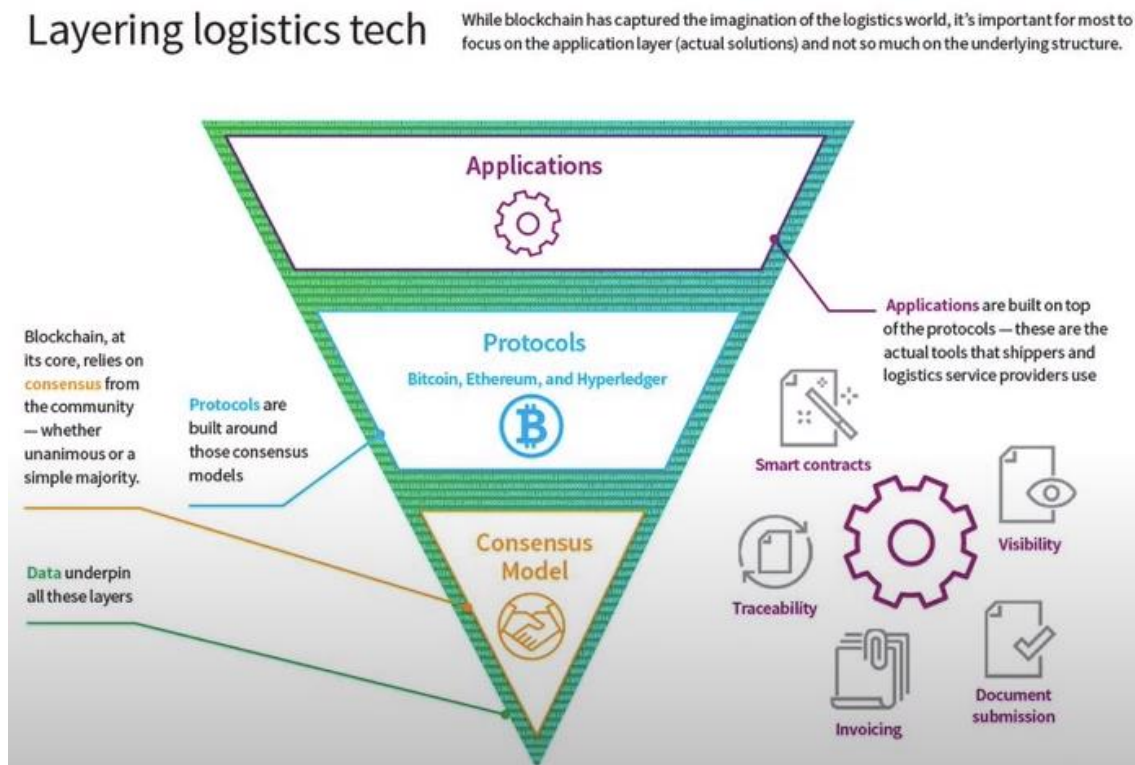 Layering logistics tech
While blockchain has captured the imagination of the logistics world, it's important for most to
focus on the application layer (actual solutions) and not so much on the underlying structure.
Applications
Applications are built on top
of the protocols — these are the
actual tools that shippers and
logistics service providers use
Protocols
Bitcoin, Ethereum, and Hyperledger
Blockchain, at
its core, relies on
consensus from
the community
— whether
unanimous or a
simple majority.
Protocols are
built around
those consensus
models
Consensus
Model
Data underpin
all these layers
Smart contracts
Visibility
Traceability
Document
submission
Invoicing